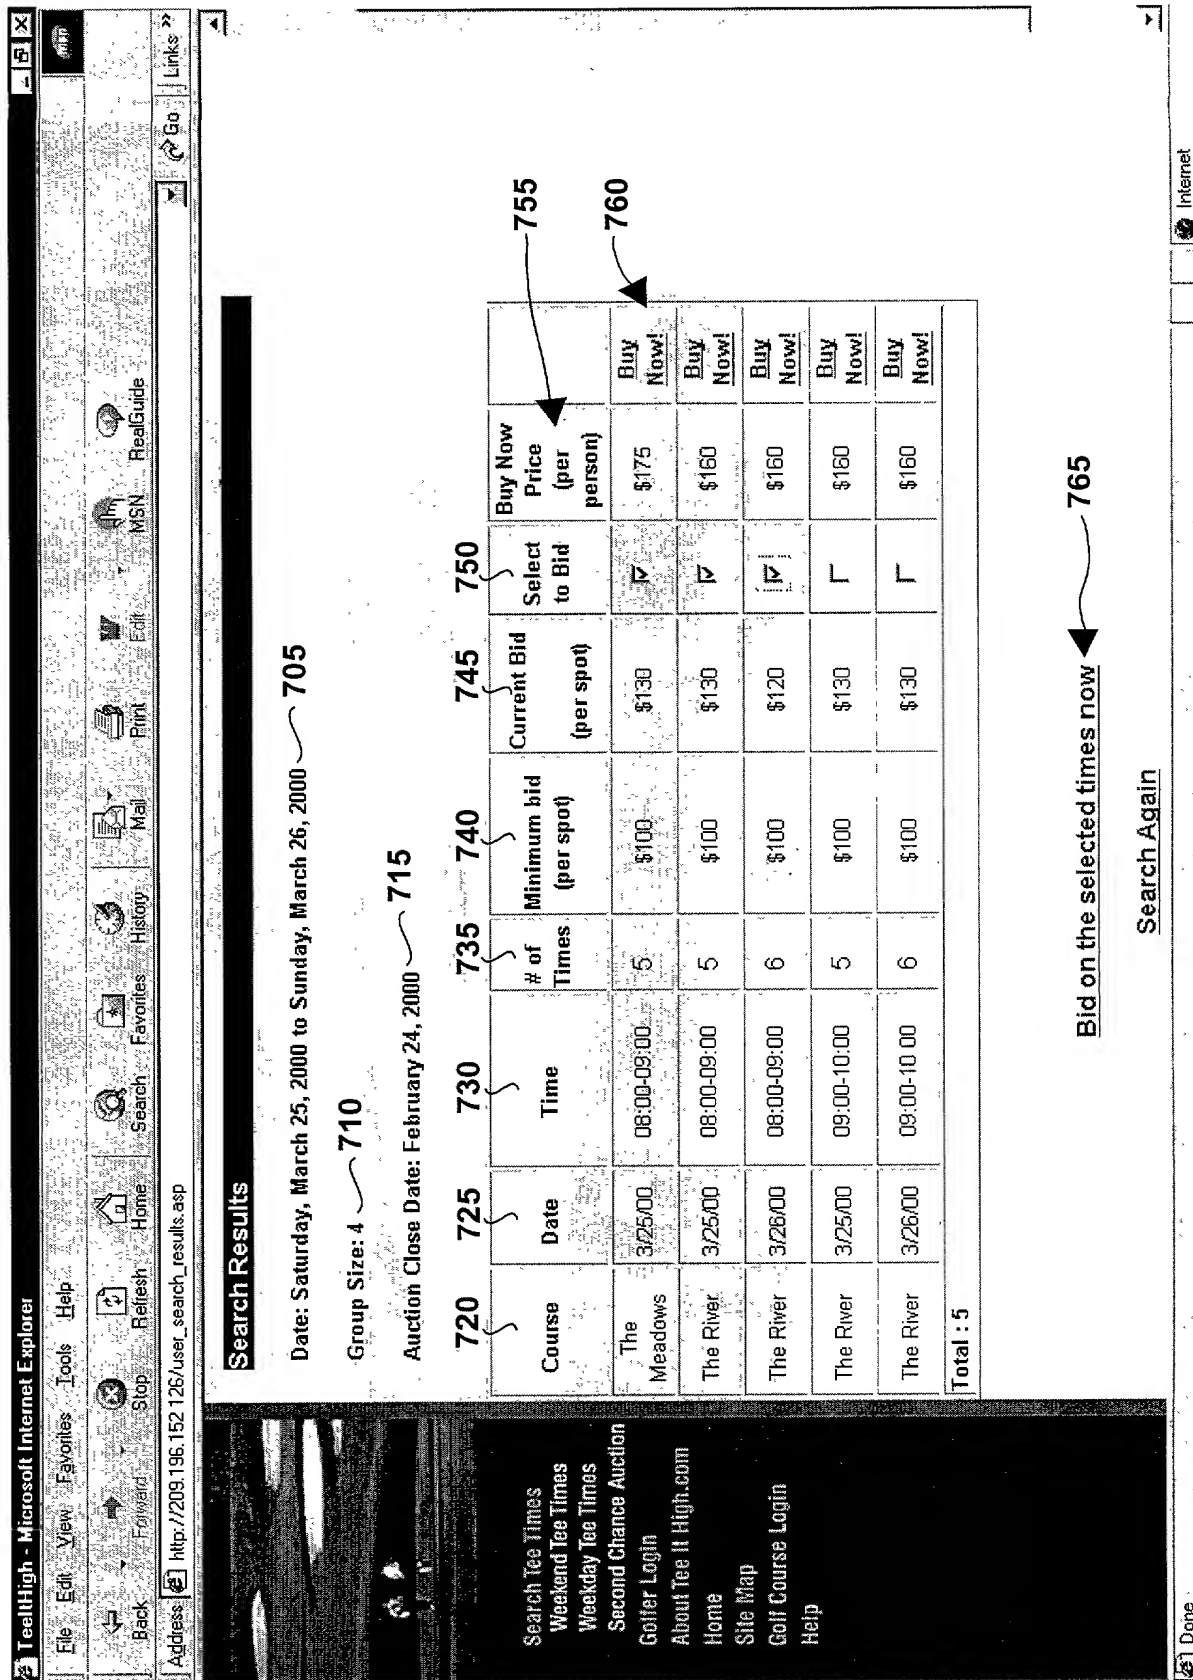 TeeItHigh - Microsoft Internet Explorer
File Edit View Favorites Tools Help
Back Forward Stop Refresh Home Search Favorites History Mail Print Edit MSN RealGuide
Address http://209.196.152.126/user_search_results.asp Go Links »
Search Tee Times
Weekend Tee Times
Weekday Tee Times
Second Chance Auction
Golfer Login
About Tee It High.com
Home
Site Map
Golf Course Login
Help
Search Results
Date: Saturday, March 25, 2000 to Sunday, March 26, 2000 705
Group Size: 4 710
Auction Close Date: February 24, 2000 715
720 725 730 735 740 745 750 755
Course Date Time # of Times Minimum bid (per spot) Current Bid (per spot) Select to Bid Buy Now Price (per person)
The Meadows 3/25/00 08:00-09:00 5 $100 $130 $175 Buy Now! 760
The River 3/25/00 08:00-09:00 5 $100 $130 $160 Buy Now!
The River 3/26/00 08:00-09:00 6 $100 $120 $160 Buy Now!
The River 3/25/00 09:00-10:00 5 $100 $130 $160 Buy Now!
The River 3/26/00 09:00-10 00 6 $100 $130 $160 Buy Now!
Total : 5
Bid on the selected times now 765
Search Again
Done Internet